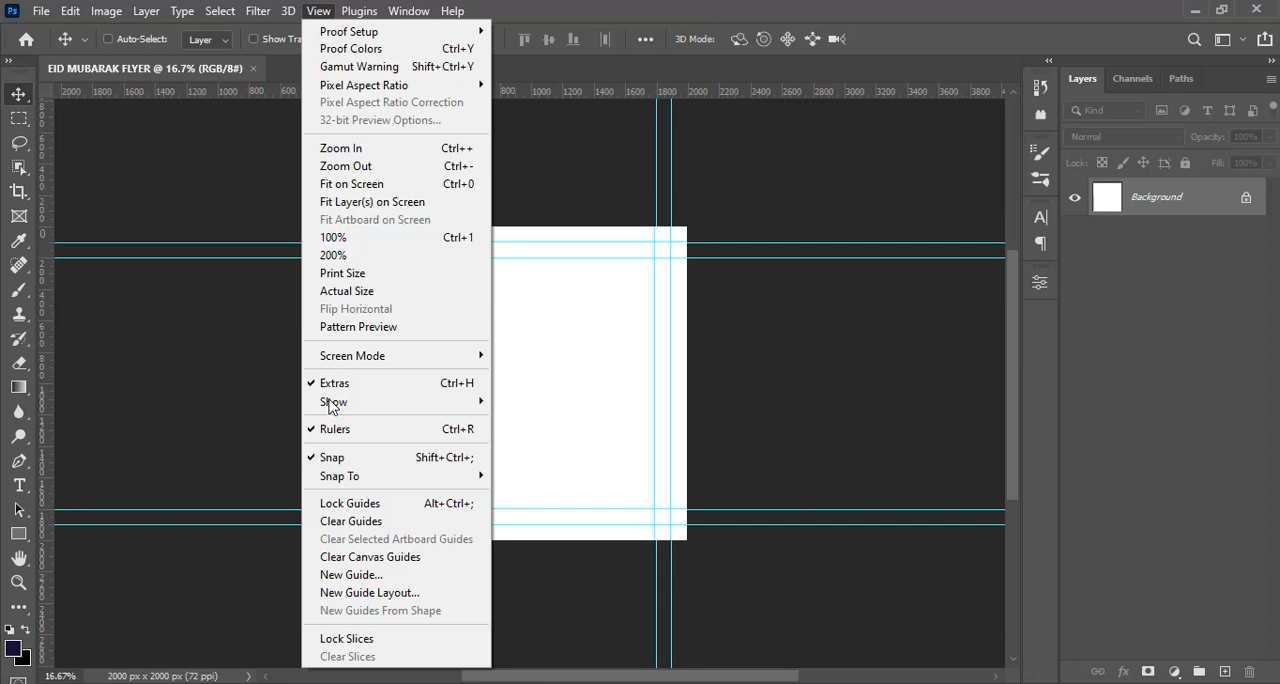 Ps File Edit Image Layer Type Select Filter 3D View Plugins Window Help
Auto-Select: Layer Show Tra 3D Mode:
EID MUBARAK FLYER @ 16.7% (RGB/8#)
2000 1800 1600 1400 1200 1000 800 600 800 1000 1200 1400 1600 1800 2000 2200 2400 2600 2800 3000 3200 3400 3600 3800
Proof Setup
Proof Colors Ctrl+Y
Gamut Warning Shift+Ctrl+Y
Pixel Aspect Ratio
Pixel Aspect Ratio Correction
32-bit Preview Options...
Zoom In Ctrl++
Zoom Out Ctrl+-
Fit on Screen Ctrl+0
Fit Layer(s) on Screen
Fit Artboard on Screen
100% Ctrl+1
200%
Print Size
Actual Size
Flip Horizontal
Pattern Preview
Screen Mode
Extras Ctrl+H
Show
Rulers Ctrl+R
Snap Shift+Ctrl+;
Snap To
Lock Guides Alt+Ctrl+;
Clear Guides
Clear Selected Artboard Guides
Clear Canvas Guides
New Guide...
New Guide Layout...
New Guides From Shape
Lock Slices
Clear Slices
Layers Channels Paths
Kind
Normal Opacity: 100%
Lock: Fill: 100%
Background
16.67% 2000 px x 2000 px (72 ppi)